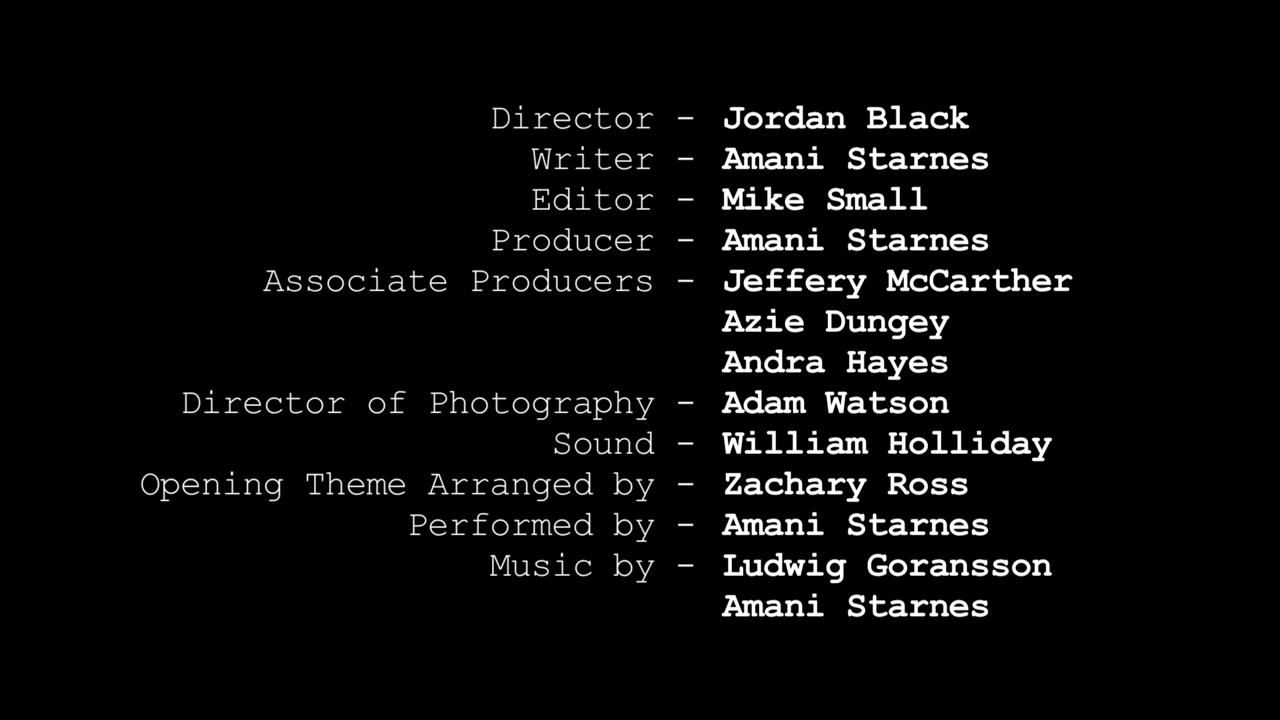 Director - Jordan Black
Writer - Amani Starnes
Editor - Mike Small
Producer - Amani Starnes
Associate Producers - Jeffery McCarther
Azie Dungey
Andra Hayes
Director of Photography - Adam Watson
Sound - William Holliday
Opening Theme Arranged by - Zachary Ross
Performed by - Amani Starnes
Music by - Ludwig Goransson
Amani Starnes